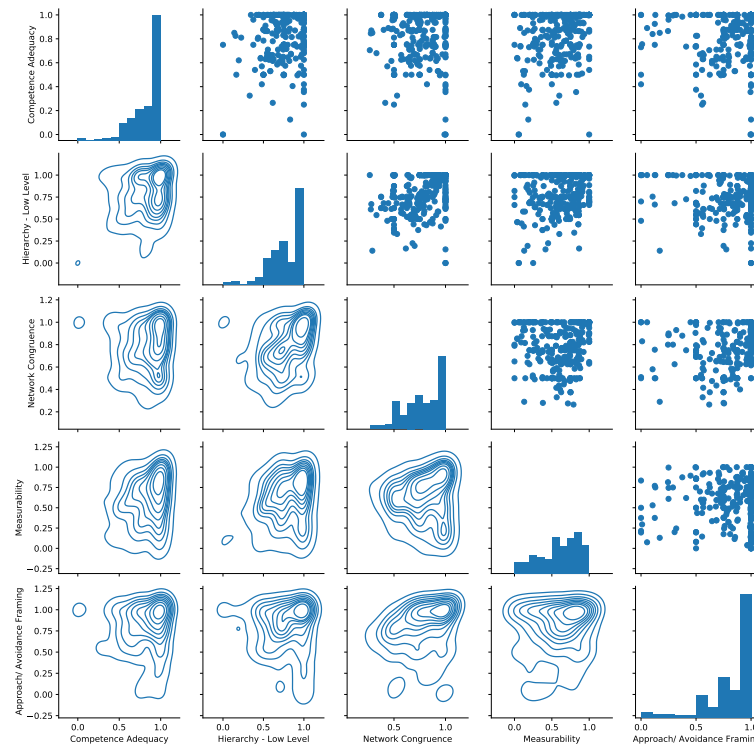 Competence Adequacy
1.0
0.8
0.6
0.4
0.2
0.0
Hierarchy - Low Level
1.00
0.75
0.50
0.25
0.00
Network Congruence
1.2
1.0
0.8
0.6
0.4
0.2
Measurability
1.25
1.00
0.75
0.50
0.25
0.00
−0.25
Approach/ Avoidance Framing
1.25
1.00
0.75
0.50
0.25
0.00
−0.25
0.0 0.5 1.0
0.0 0.5 1.0
0.5 1.0
0.0 0.5 1.0
0.0 0.5 1.0
Competence Adequacy
Hierarchy - Low Level
Network Congruence
Measurability
Approach/ Avoidance Framin